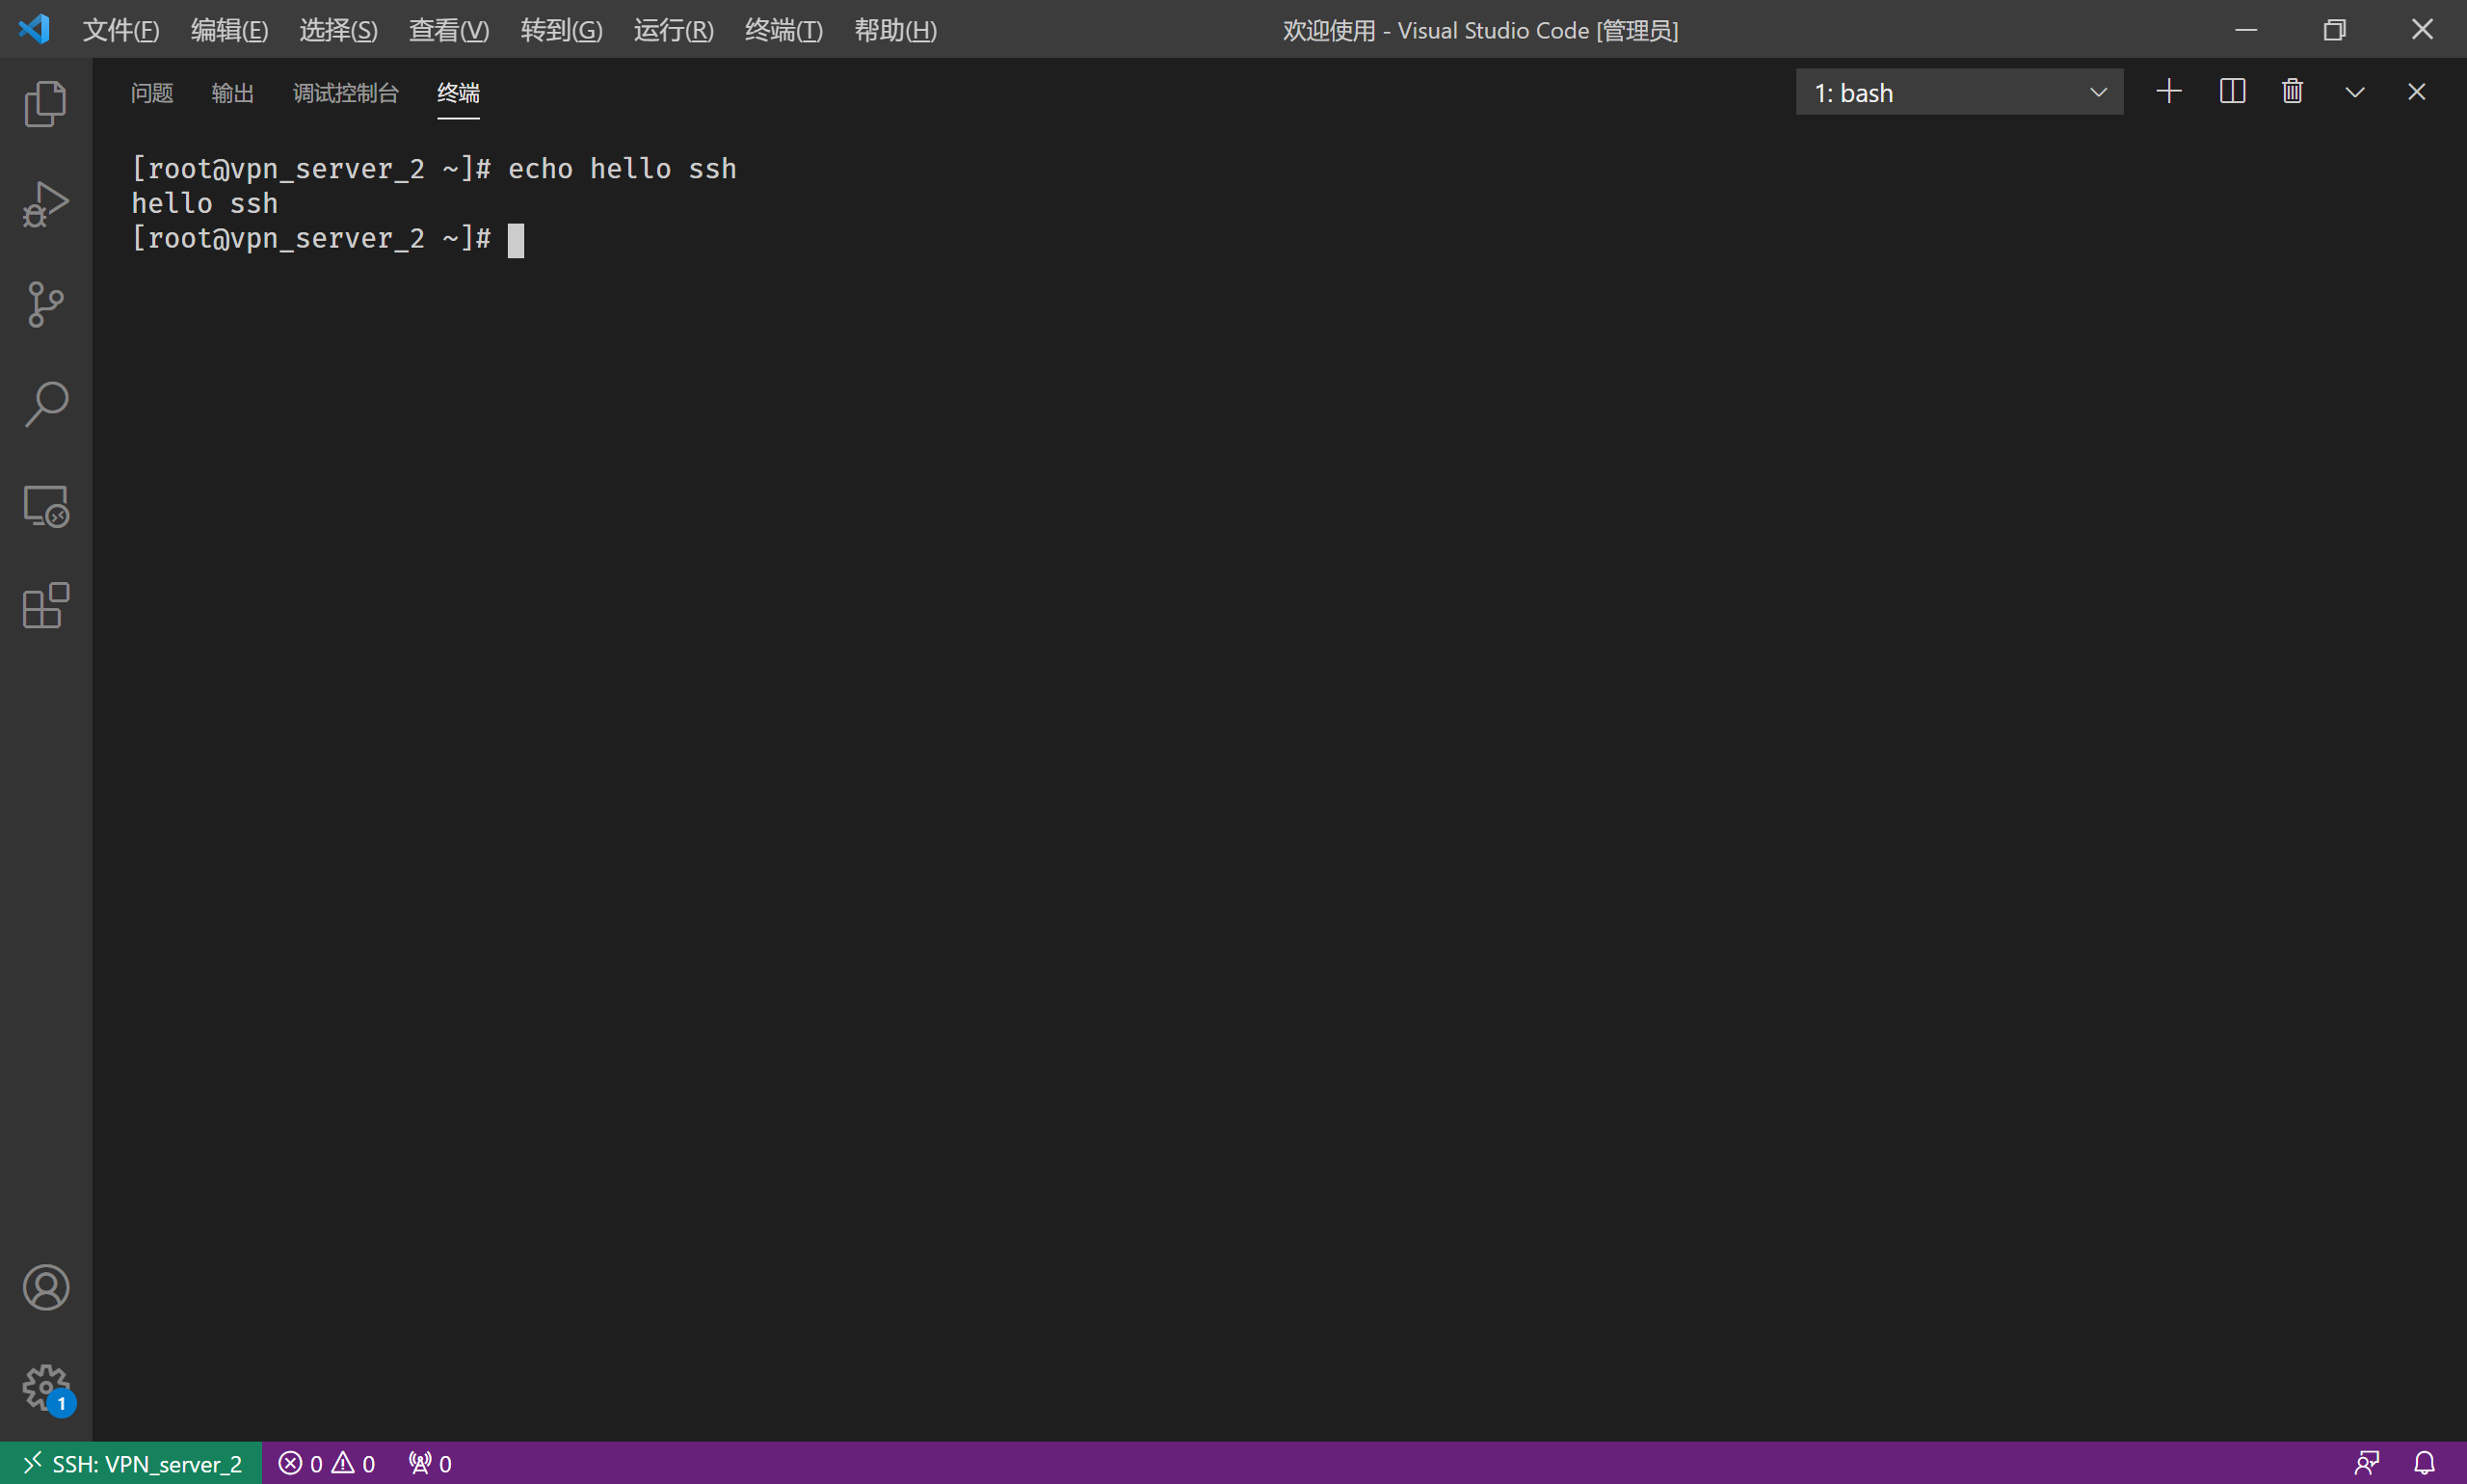 文件(F) 编辑(E) 选择(S) 查看(V) 转到(G) 运行(R) 终端(T) 帮助(H) 欢迎使用 - Visual Studio Code [管理员]
问题 输出 调试控制台 终端 1: bash
[root@vpn_server_2 ~]# echo hello ssh
hello ssh
[root@vpn_server_2 ~]#
1
SSH: VPN_server_2 0 0 0